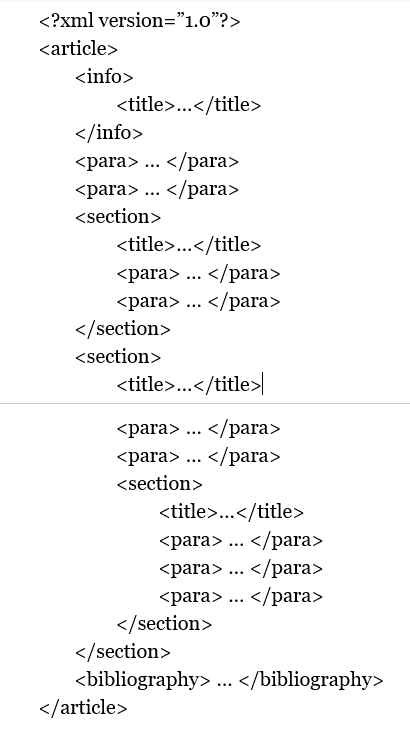 <?xml version=”1.0”?>
<article>
<info>
<title>...</title>
</info>
<para> ... </para>
<para> ... </para>
<section>
<title>...</title>
<para> ... </para>
<para> ... </para>
</section>
<section>
<title>...</title>
<para> ... </para>
<para> ... </para>
<section>
<title>...</title>
<para> ... </para>
<para> ... </para>
<para> ... </para>
</section>
</section>
<bibliography> ... </bibliography>
</article>